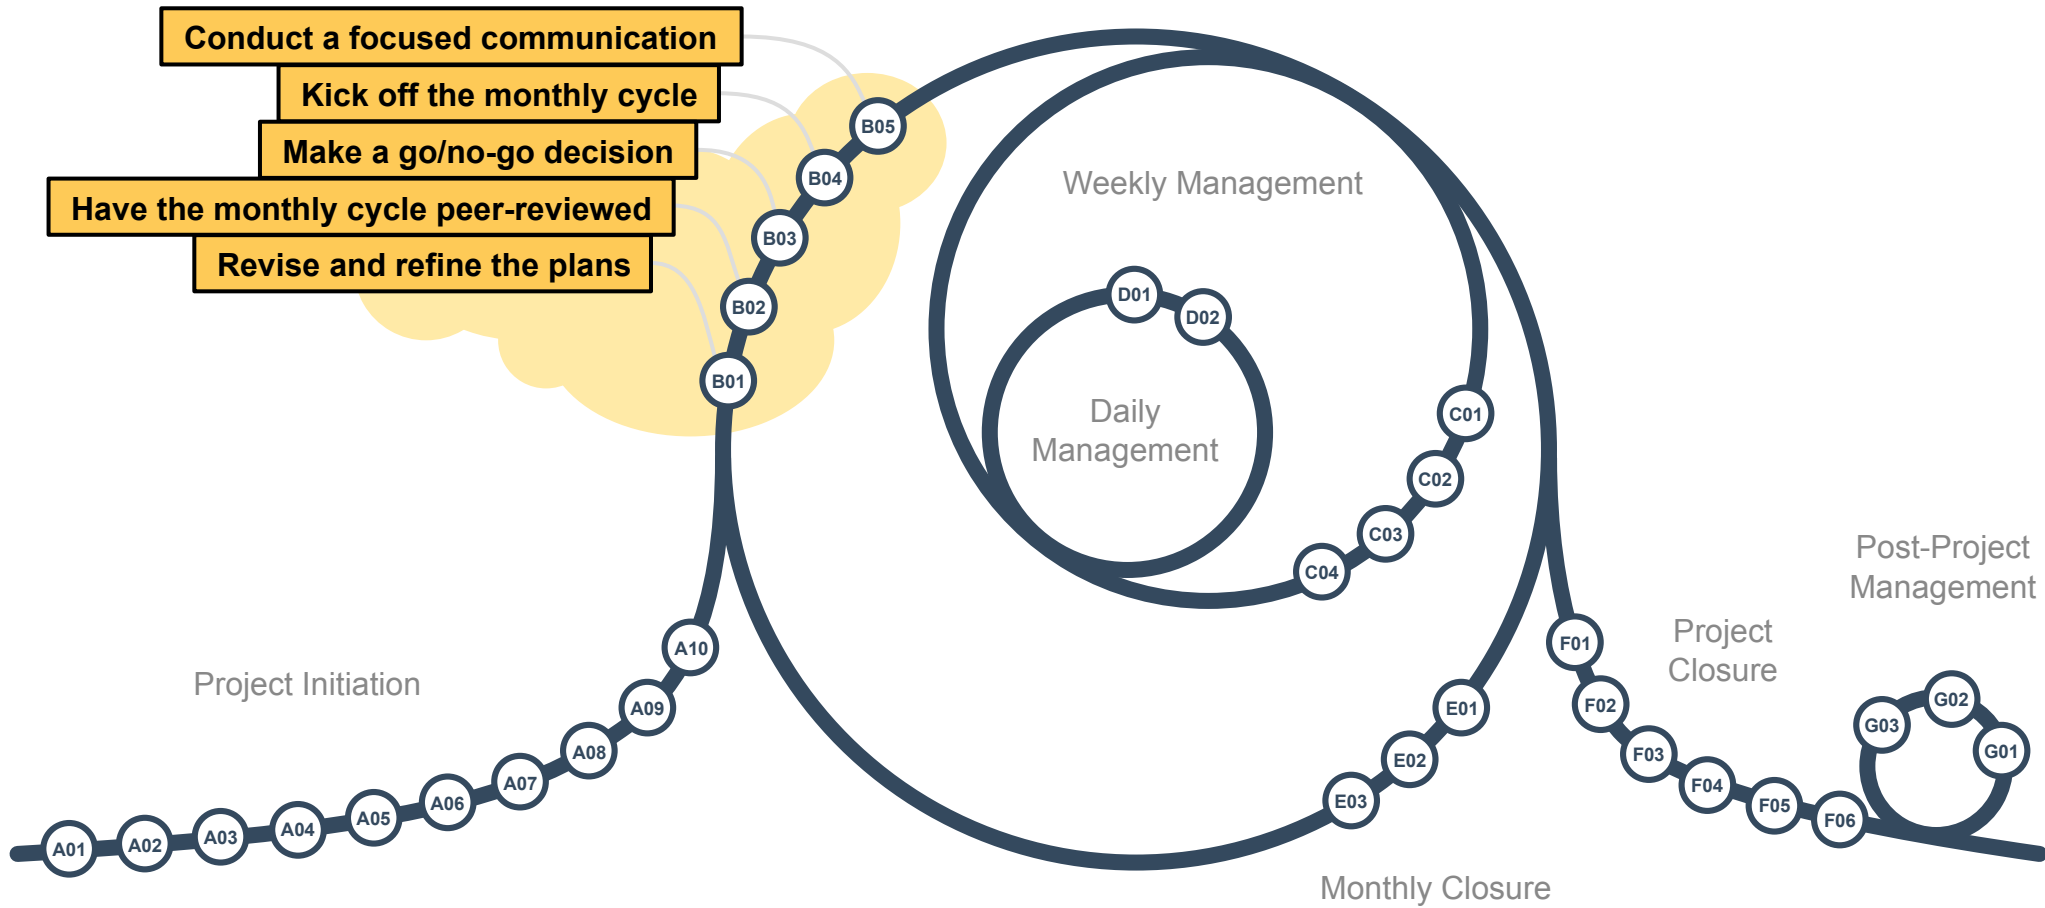 Conduct a focused communication
Kick off the monthly cycle
Make a go/no-go decision
Have the monthly cycle peer-reviewed
Revise and refine the plans
B05
B04
B03
B02
B01
Weekly Management
D01
D02
Daily
Management
C01
C02
C03
C04
Project Initiation
A01
A02
A03
A04
A05
A06
A07
A08
A09
A10
E01
E02
E03
Monthly Closure
Project
Closure
F01
F02
F03
F04
F05
F06
Post-Project
Management
G03
G02
G01